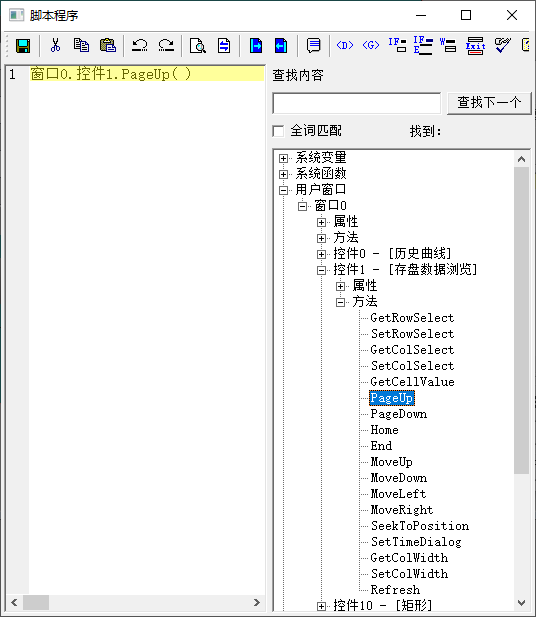 脚本程序
<D>
<G>
IF
IF
E
W
Exit
1
窗口0.控件1.PageUp( )
查找内容
查找下一个
全词匹配
找到:
系统变量
系统函数
用户窗口
窗口0
属性
方法
控件0 - [历史曲线]
控件1 - [存盘数据浏览]
属性
方法
GetRowSelect
SetRowSelect
GetColSelect
SetColSelect
GetCellValue
PageUp
PageDown
Home
End
MoveUp
MoveDown
MoveLeft
MoveRight
SeekToPosition
SetTimeDialog
GetColWidth
SetColWidth
Refresh
控件10 - [矩形]